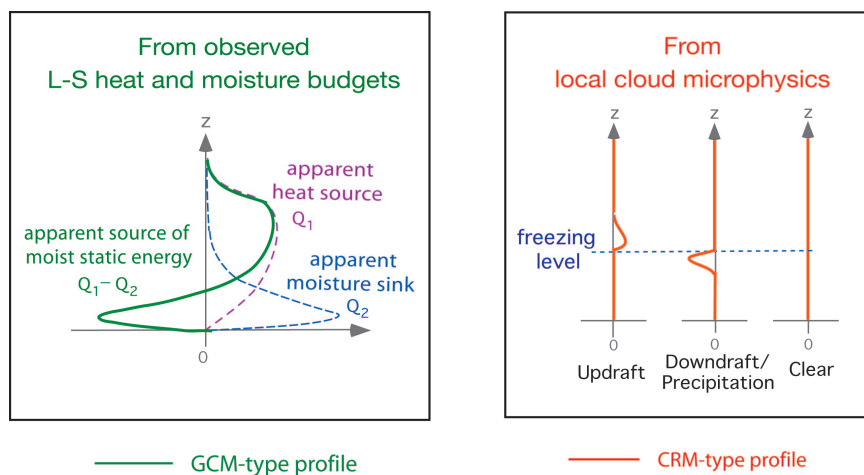 From observed
L-S heat and moisture budgets
z
apparent
heat source
Q1
apparent source of
moist static energy
Q1– Q2
apparent
moisture sink
Q2
0
GCM-type profile
From
local cloud microphysics
z z z
freezing
level
0 0 0
Updraft
Downdraft/
Precipitation
Clear
CRM-type profile